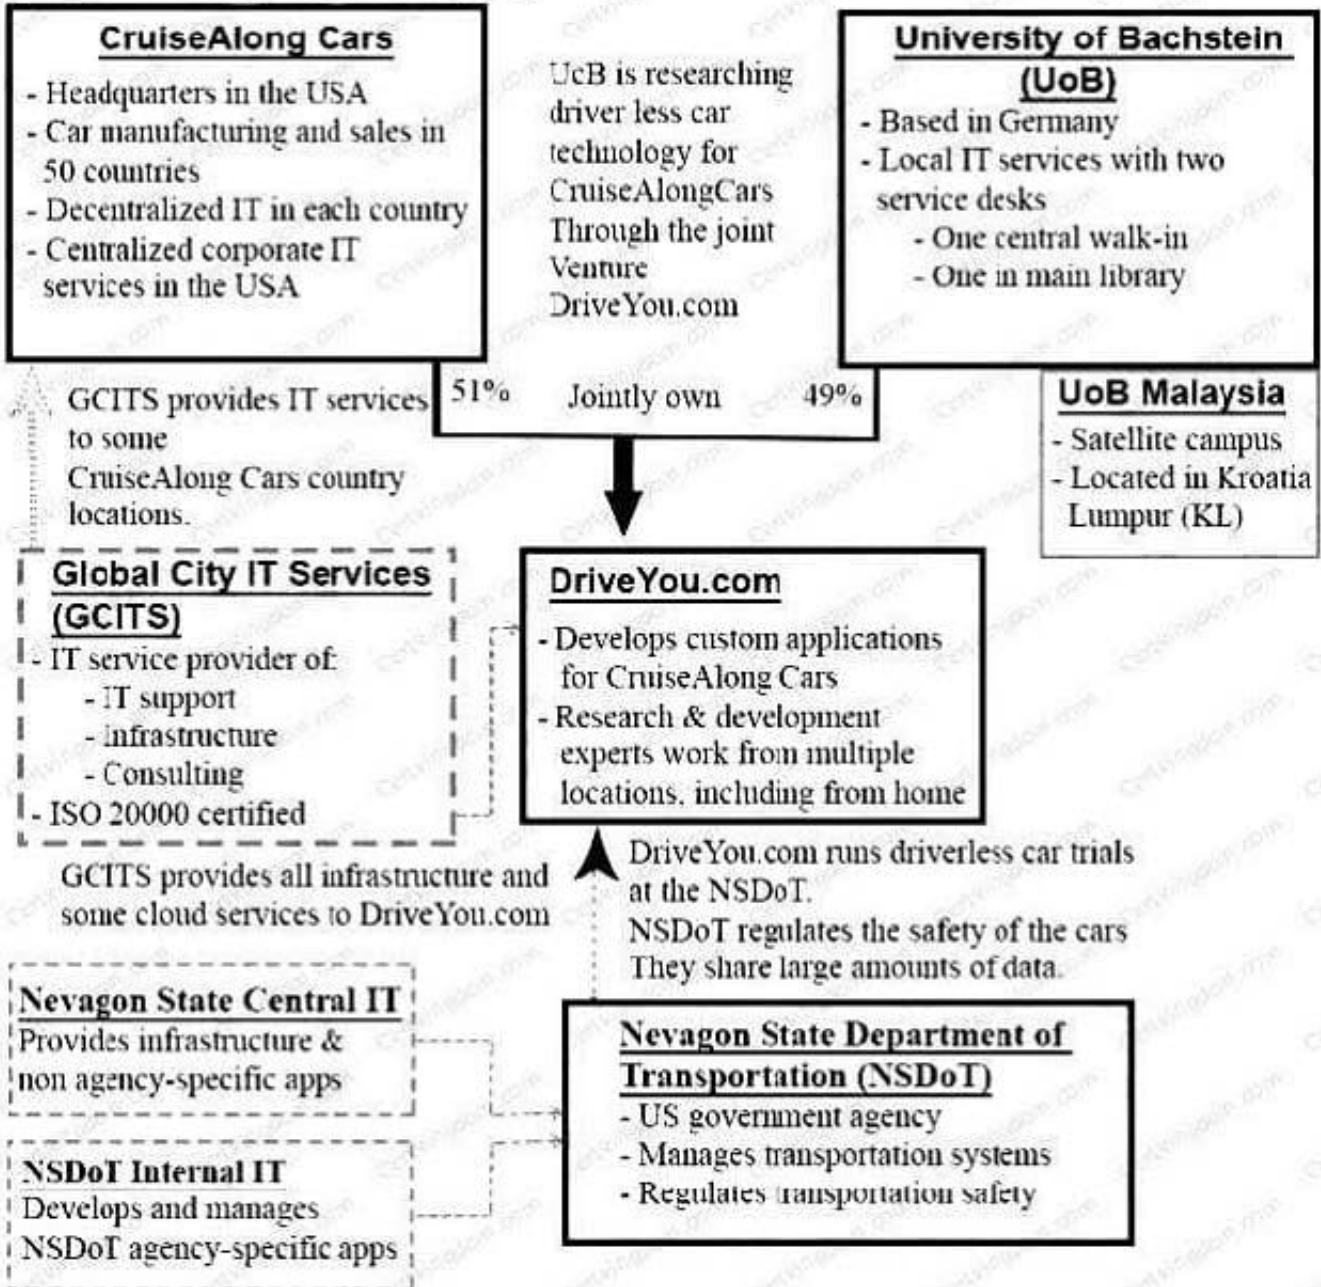 CruiseAlong Cars
- Headquarters in the USA
- Car manufacturing and sales in
50 countries
- Decentralized IT in each country
- Centralized corporate IT
services in the USA
UoB is researching
driver less car
technology for
CruiseAlongCars
Through the joint
Venture
DriveYou.com
University of Bachstein
(UoB)
- Based in Germany
- Local IT services with two
service desks
- One central walk-in
- One in main library
51% Jointly own 49%
UoB Malaysia
- Satellite campus
- Located in Kroatia
Lumpur (KL)
GCITS provides IT services
to some
CruiseAlong Cars country
locations.
Global City IT Services
(GCITS)
- IT service provider of:
- IT support
- Infrastructure
- Consulting
- ISO 20000 certified
DriveYou.com
- Develops custom applications
for CruiseAlong Cars
- Research & development
experts work from multiple
locations, including from home
GCITS provides all infrastructure and
some cloud services to DriveYou.com
DriveYou.com runs driverless car trials
at the NSDoT.
NSDoT regulates the safety of the cars
They share large amounts of data.
Nevagon State Central IT
Provides infrastructure &
non agency-specific apps
NSDoT Internal IT
Develops and manages
NSDoT agency-specific apps
Nevagon State Department of
Transportation (NSDoT)
- US government agency
- Manages transportation systems
- Regulates transportation safety